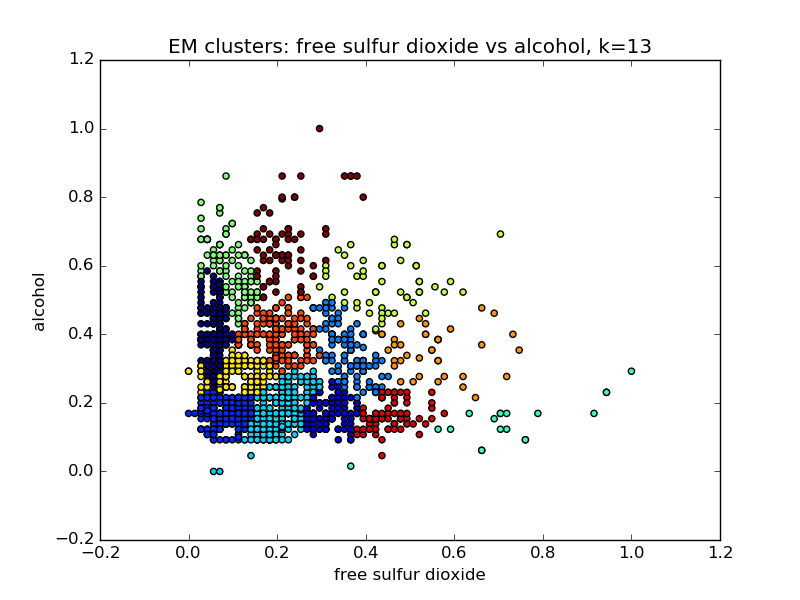 EM clusters: free sulfur dioxide vs alcohol, k=13
1.2
1.0
0.8
0.6
0.4
0.2
0.0
−0.2
alcohol
−0.2 0.0 0.2 0.4 0.6 0.8 1.0 1.2
free sulfur dioxide